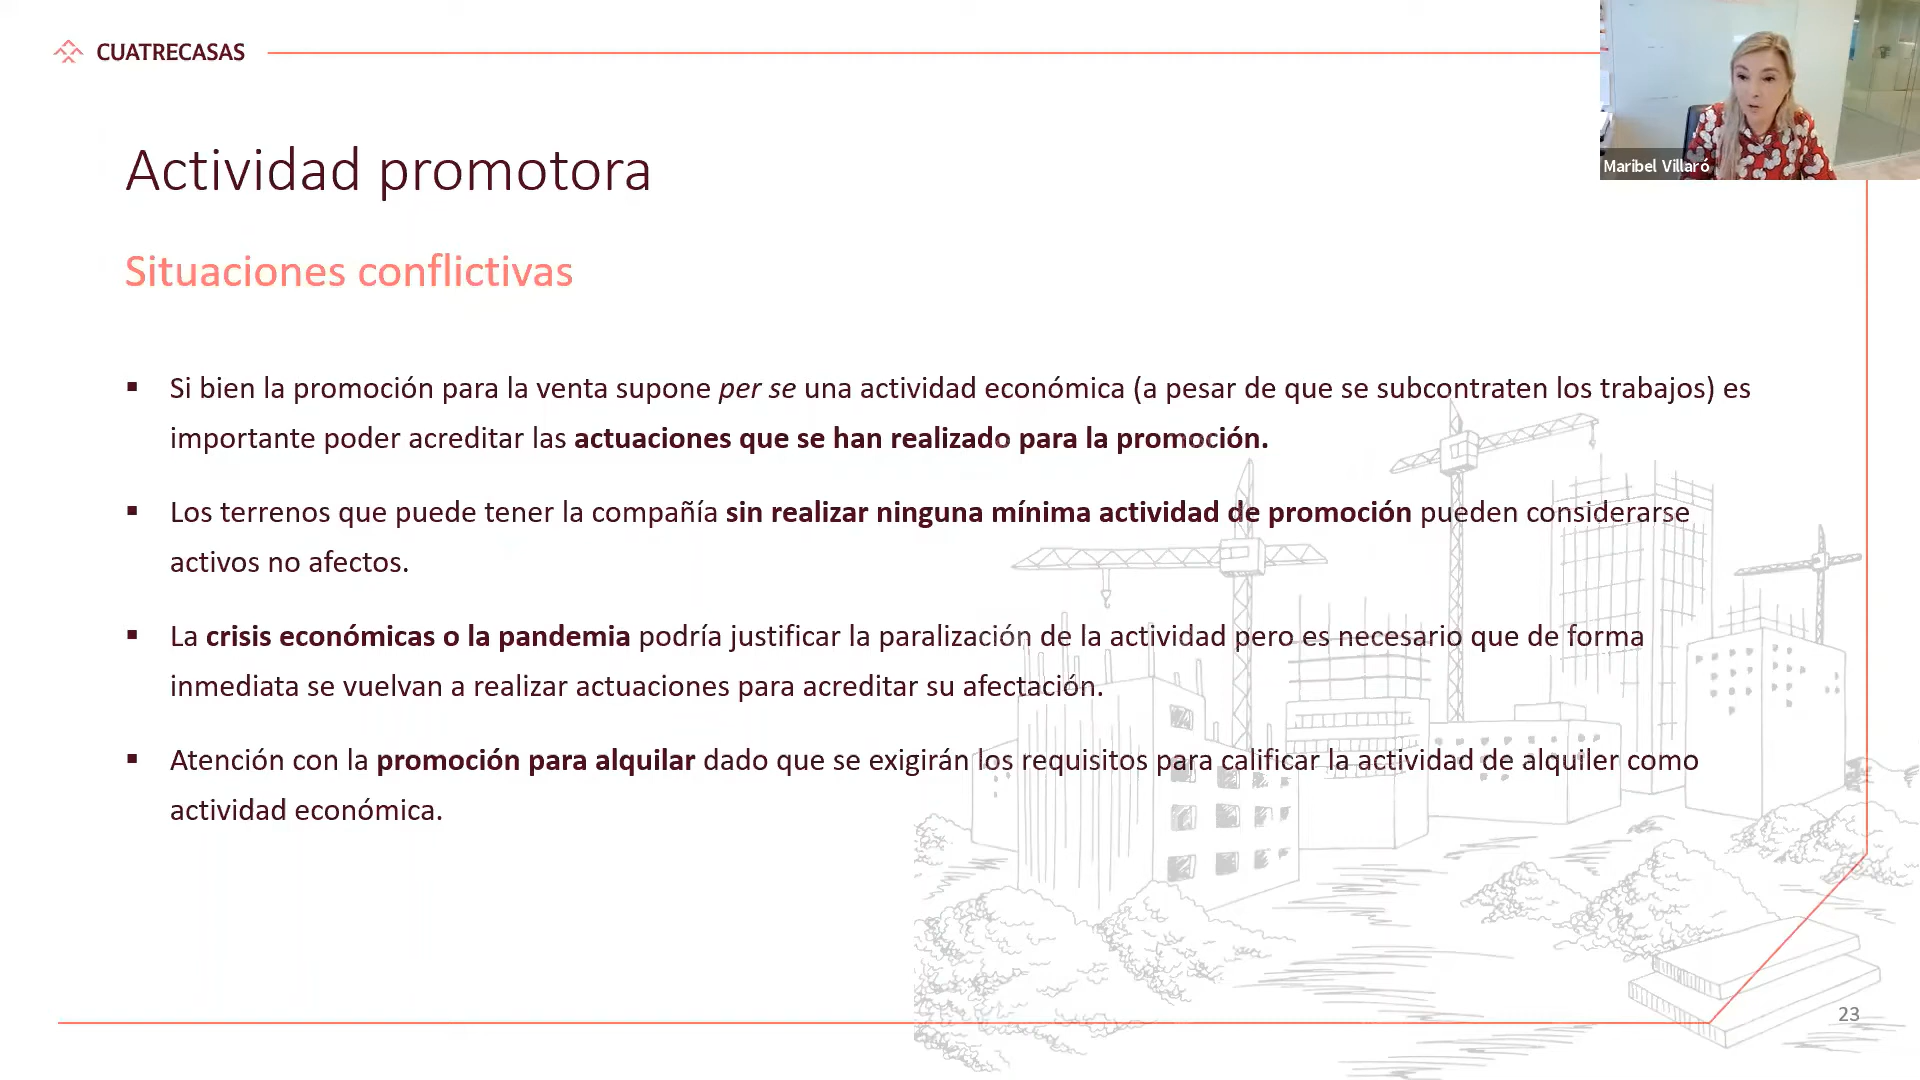 CUATRECASAS
Maribel Villaró
Actividad promotora
Situaciones conflictivas
▪ Si bien la promoción para la venta supone per se una actividad económica (a pesar de que se subcontraten los trabajos) es
importante poder acreditar las actuaciones que se han realizado para la promoción.
▪ Los terrenos que puede tener la compañía sin realizar ninguna mínima actividad de promoción pueden considerarse
activos no afectos.
▪ La crisis económicas o la pandemia podría justificar la paralización de la actividad pero es necesario que de forma
inmediata se vuelvan a realizar actuaciones para acreditar su afectación.
▪ Atención con la promoción para alquilar dado que se exigirán los requisitos para calificar la actividad de alquiler como
actividad económica.
23